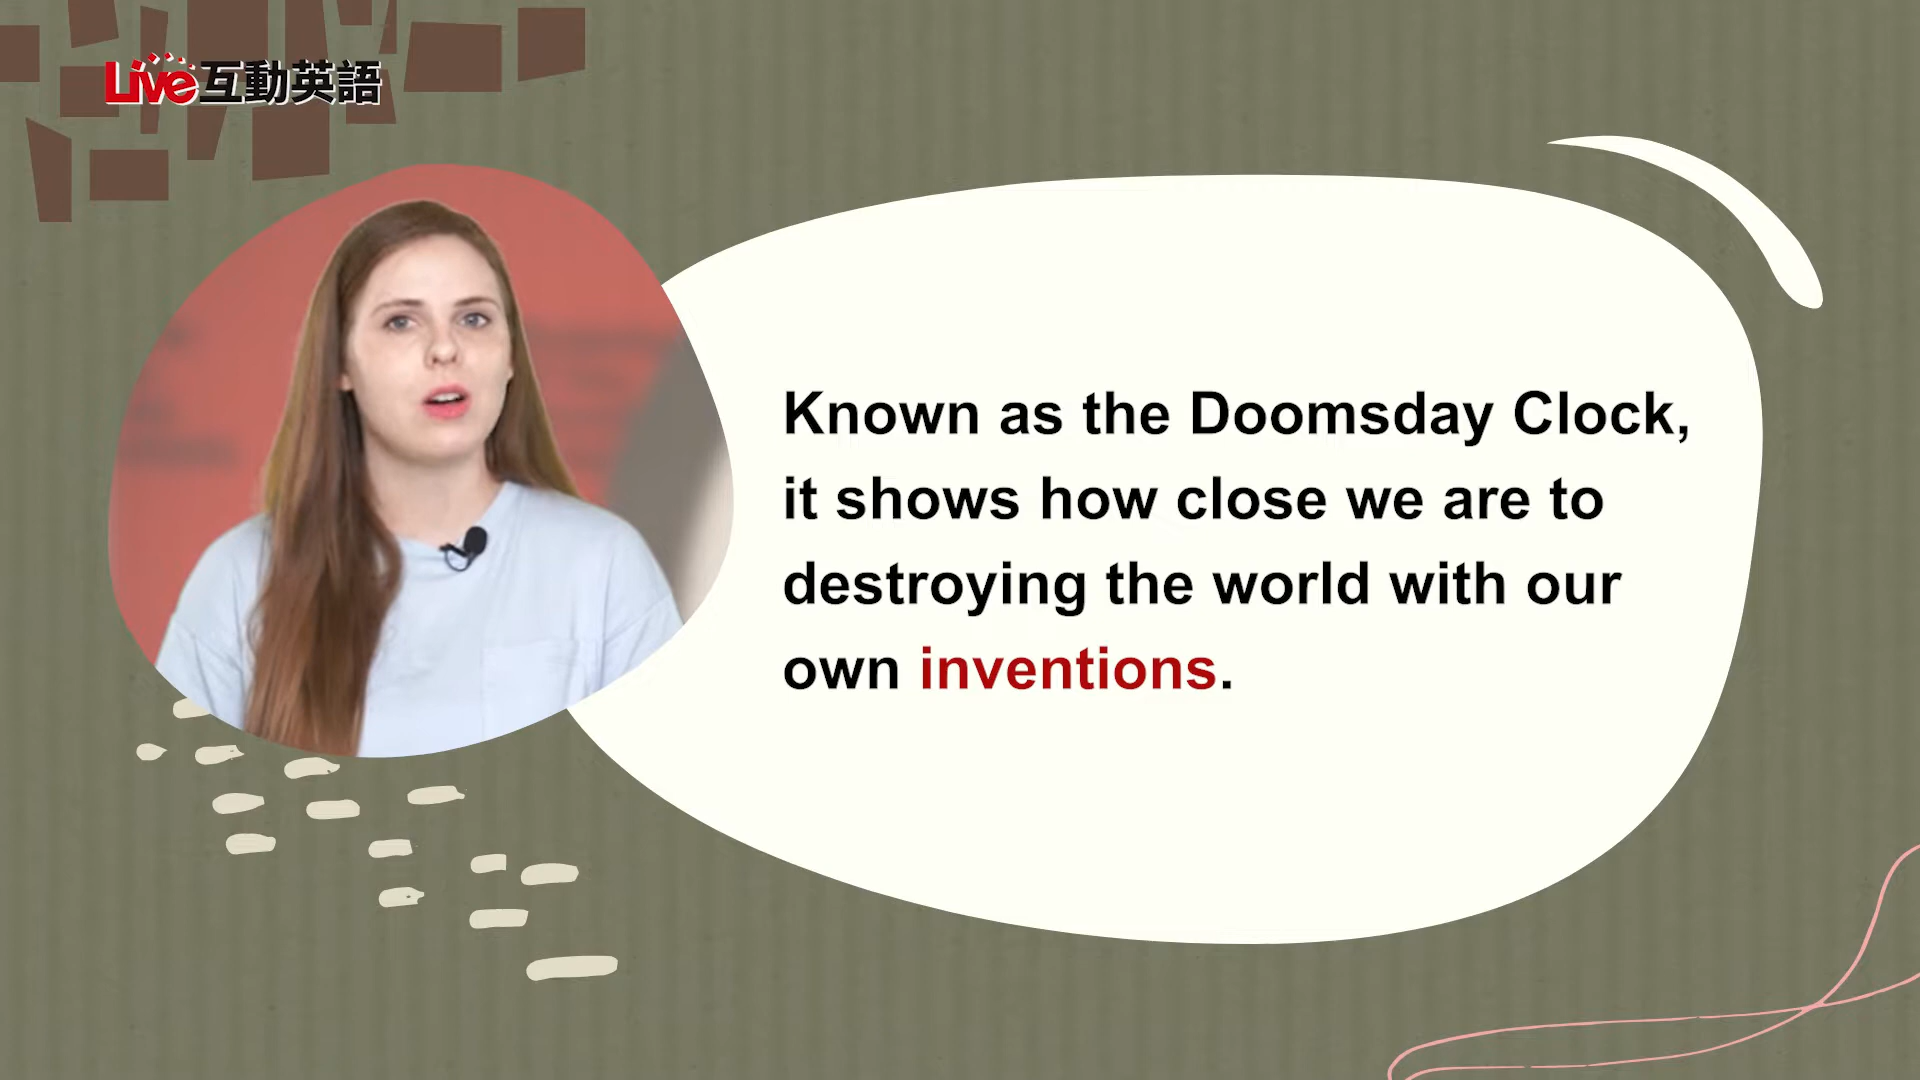 Live互動英語
Known as the Doomsday Clock,
it shows how close we are to
destroying the world with our
own inventions.